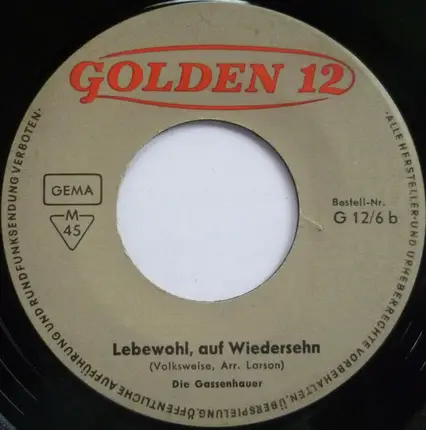 GOLDEN 12
GEMA
M
45
Bestell-Nr.
G 12/6 b
Lebewohl, auf Wiedersehn
(Volksweise, Arr. Larson)
Die Gassenhauer
·ALLE HERSTELLER-UND URHEBERRECHTE VORBEHALTEN, ÜBERSPIELUNG, ÖFFENTLICHE AUFFÜHRUNG UND RUNDFUNKSENDUNG VERBOTEN·